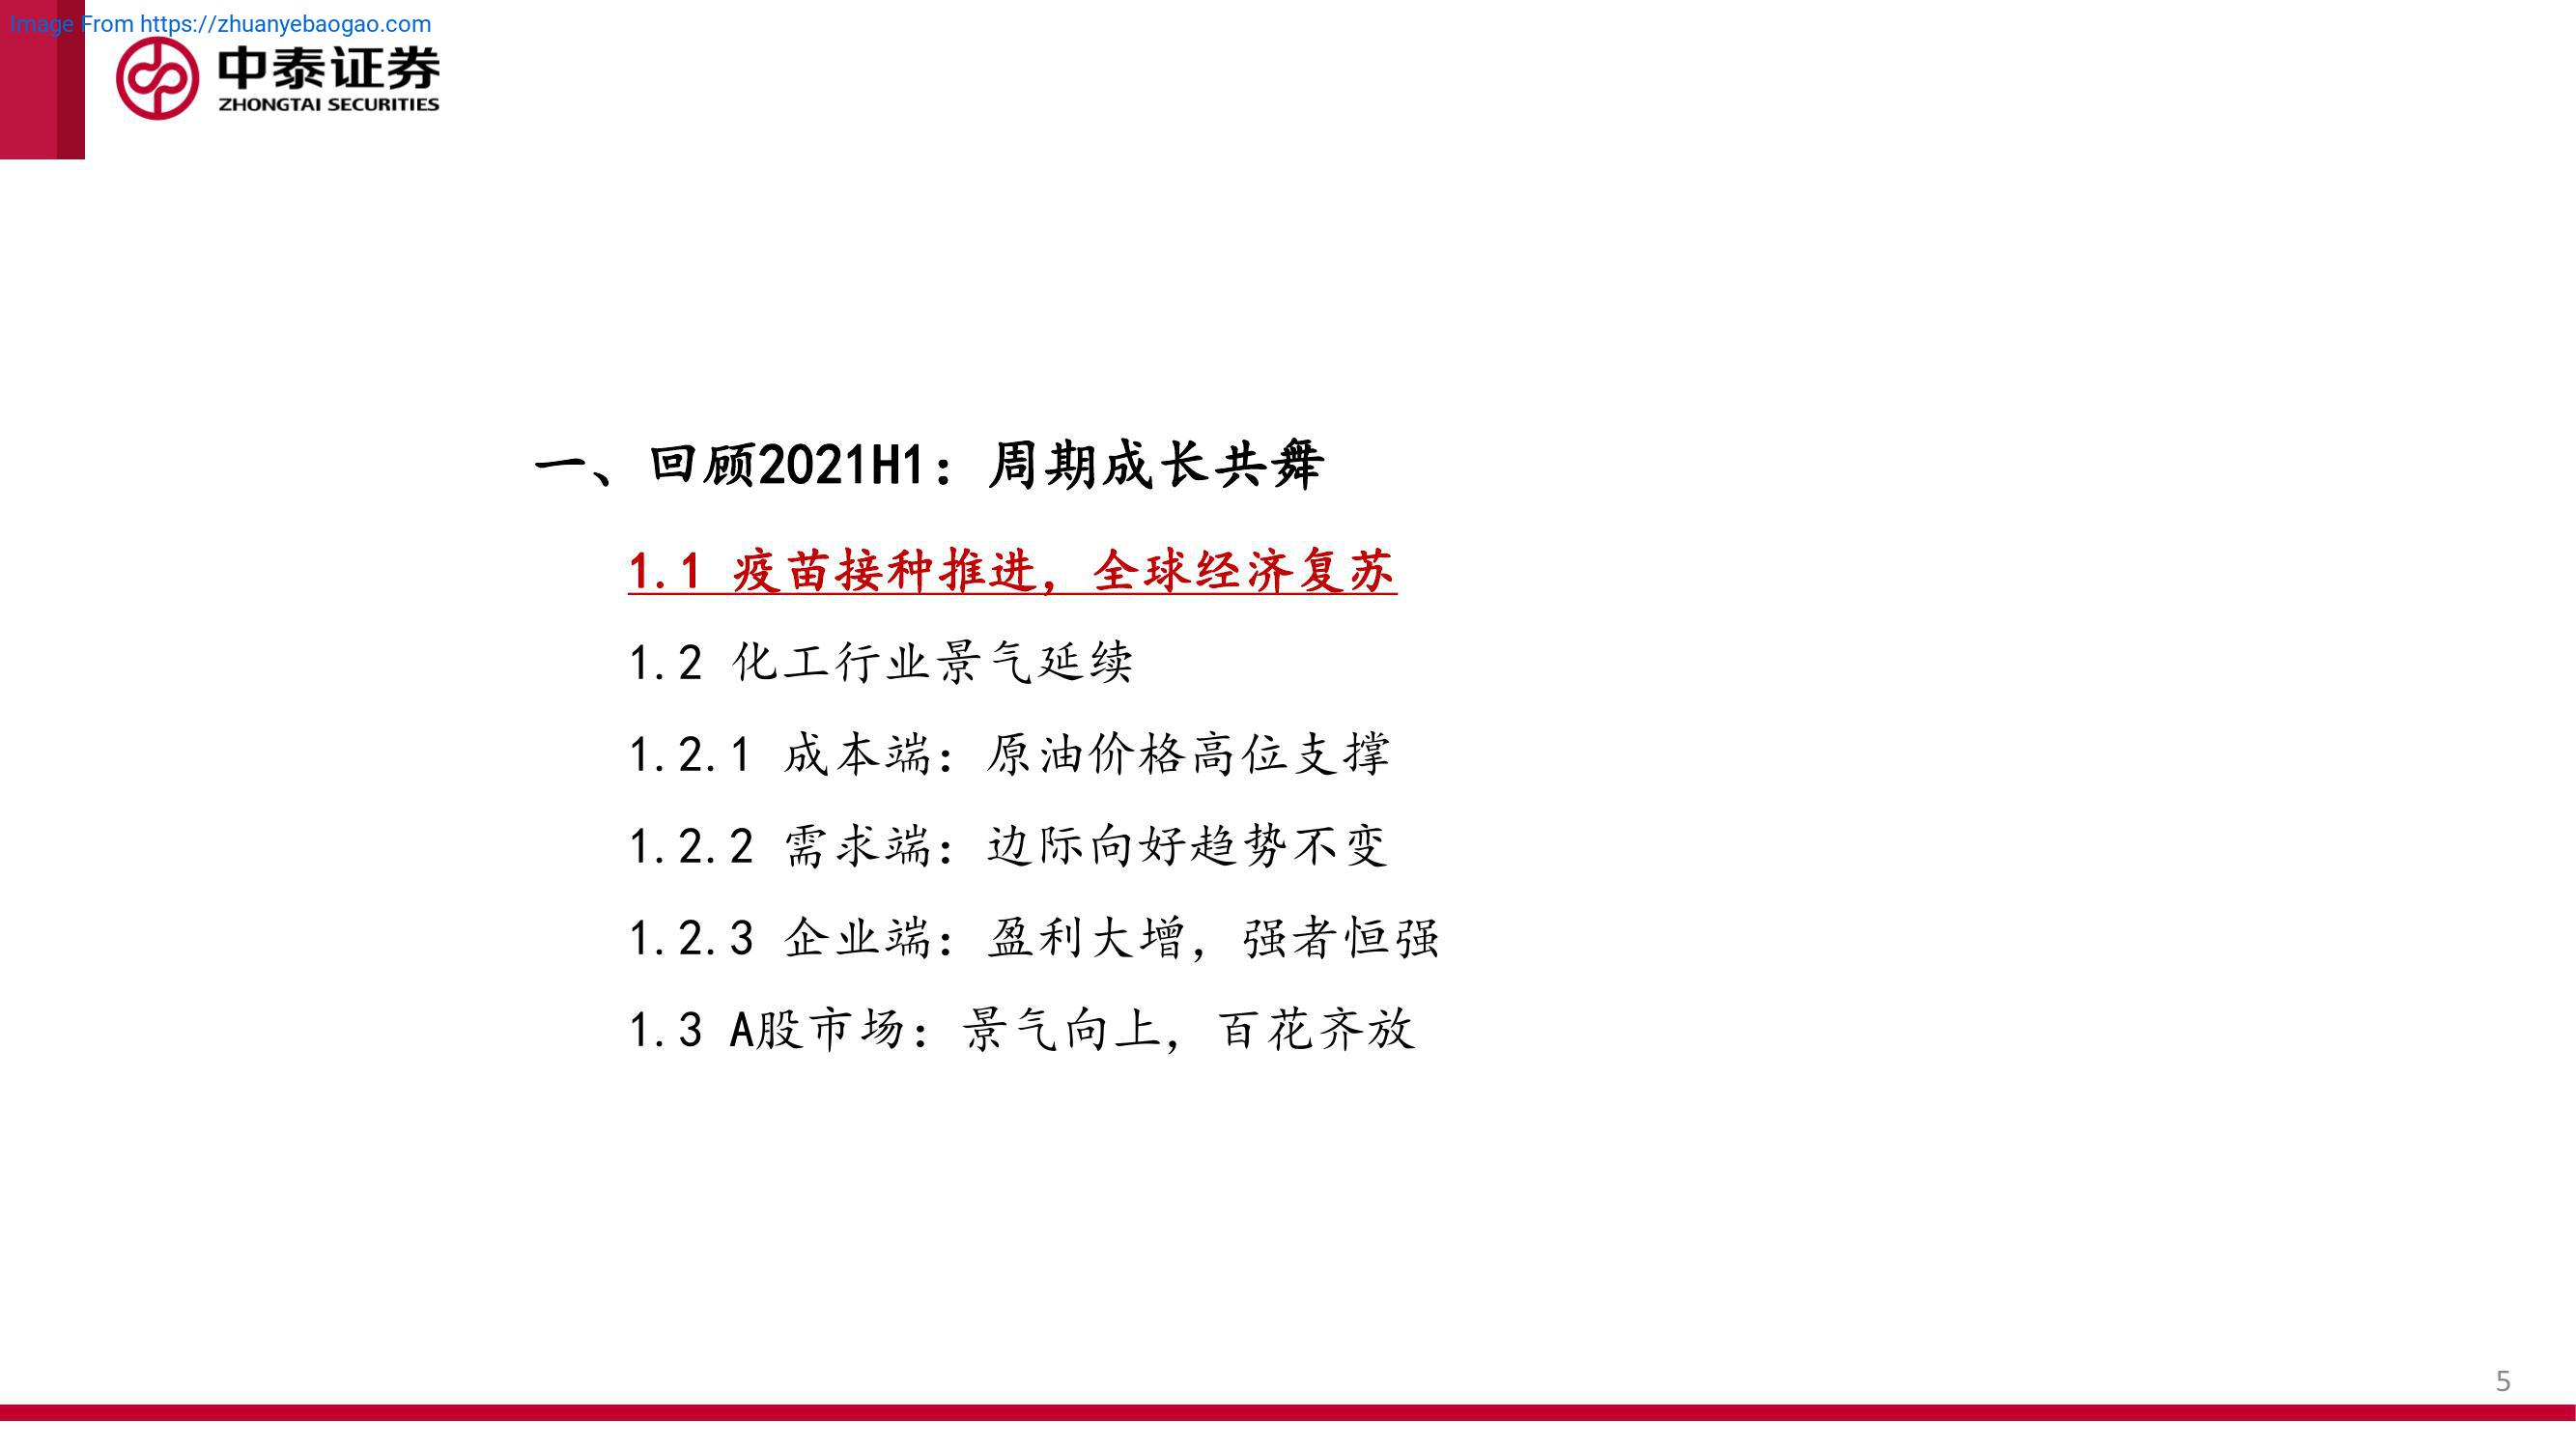 Image From https://zhuanyebaogao.com
中泰证券
ZHONGTAI SECURITIES
一、回顾2021H1：周期成长共舞
1.1 疫苗接种推进，全球经济复苏
1.2 化工行业景气延续
1.2.1 成本端：原油价格高位支撑
1.2.2 需求端：边际向好趋势不变
1.2.3 企业端：盈利大增，强者恒强
1.3 A股市场：景气向上，百花齐放
5